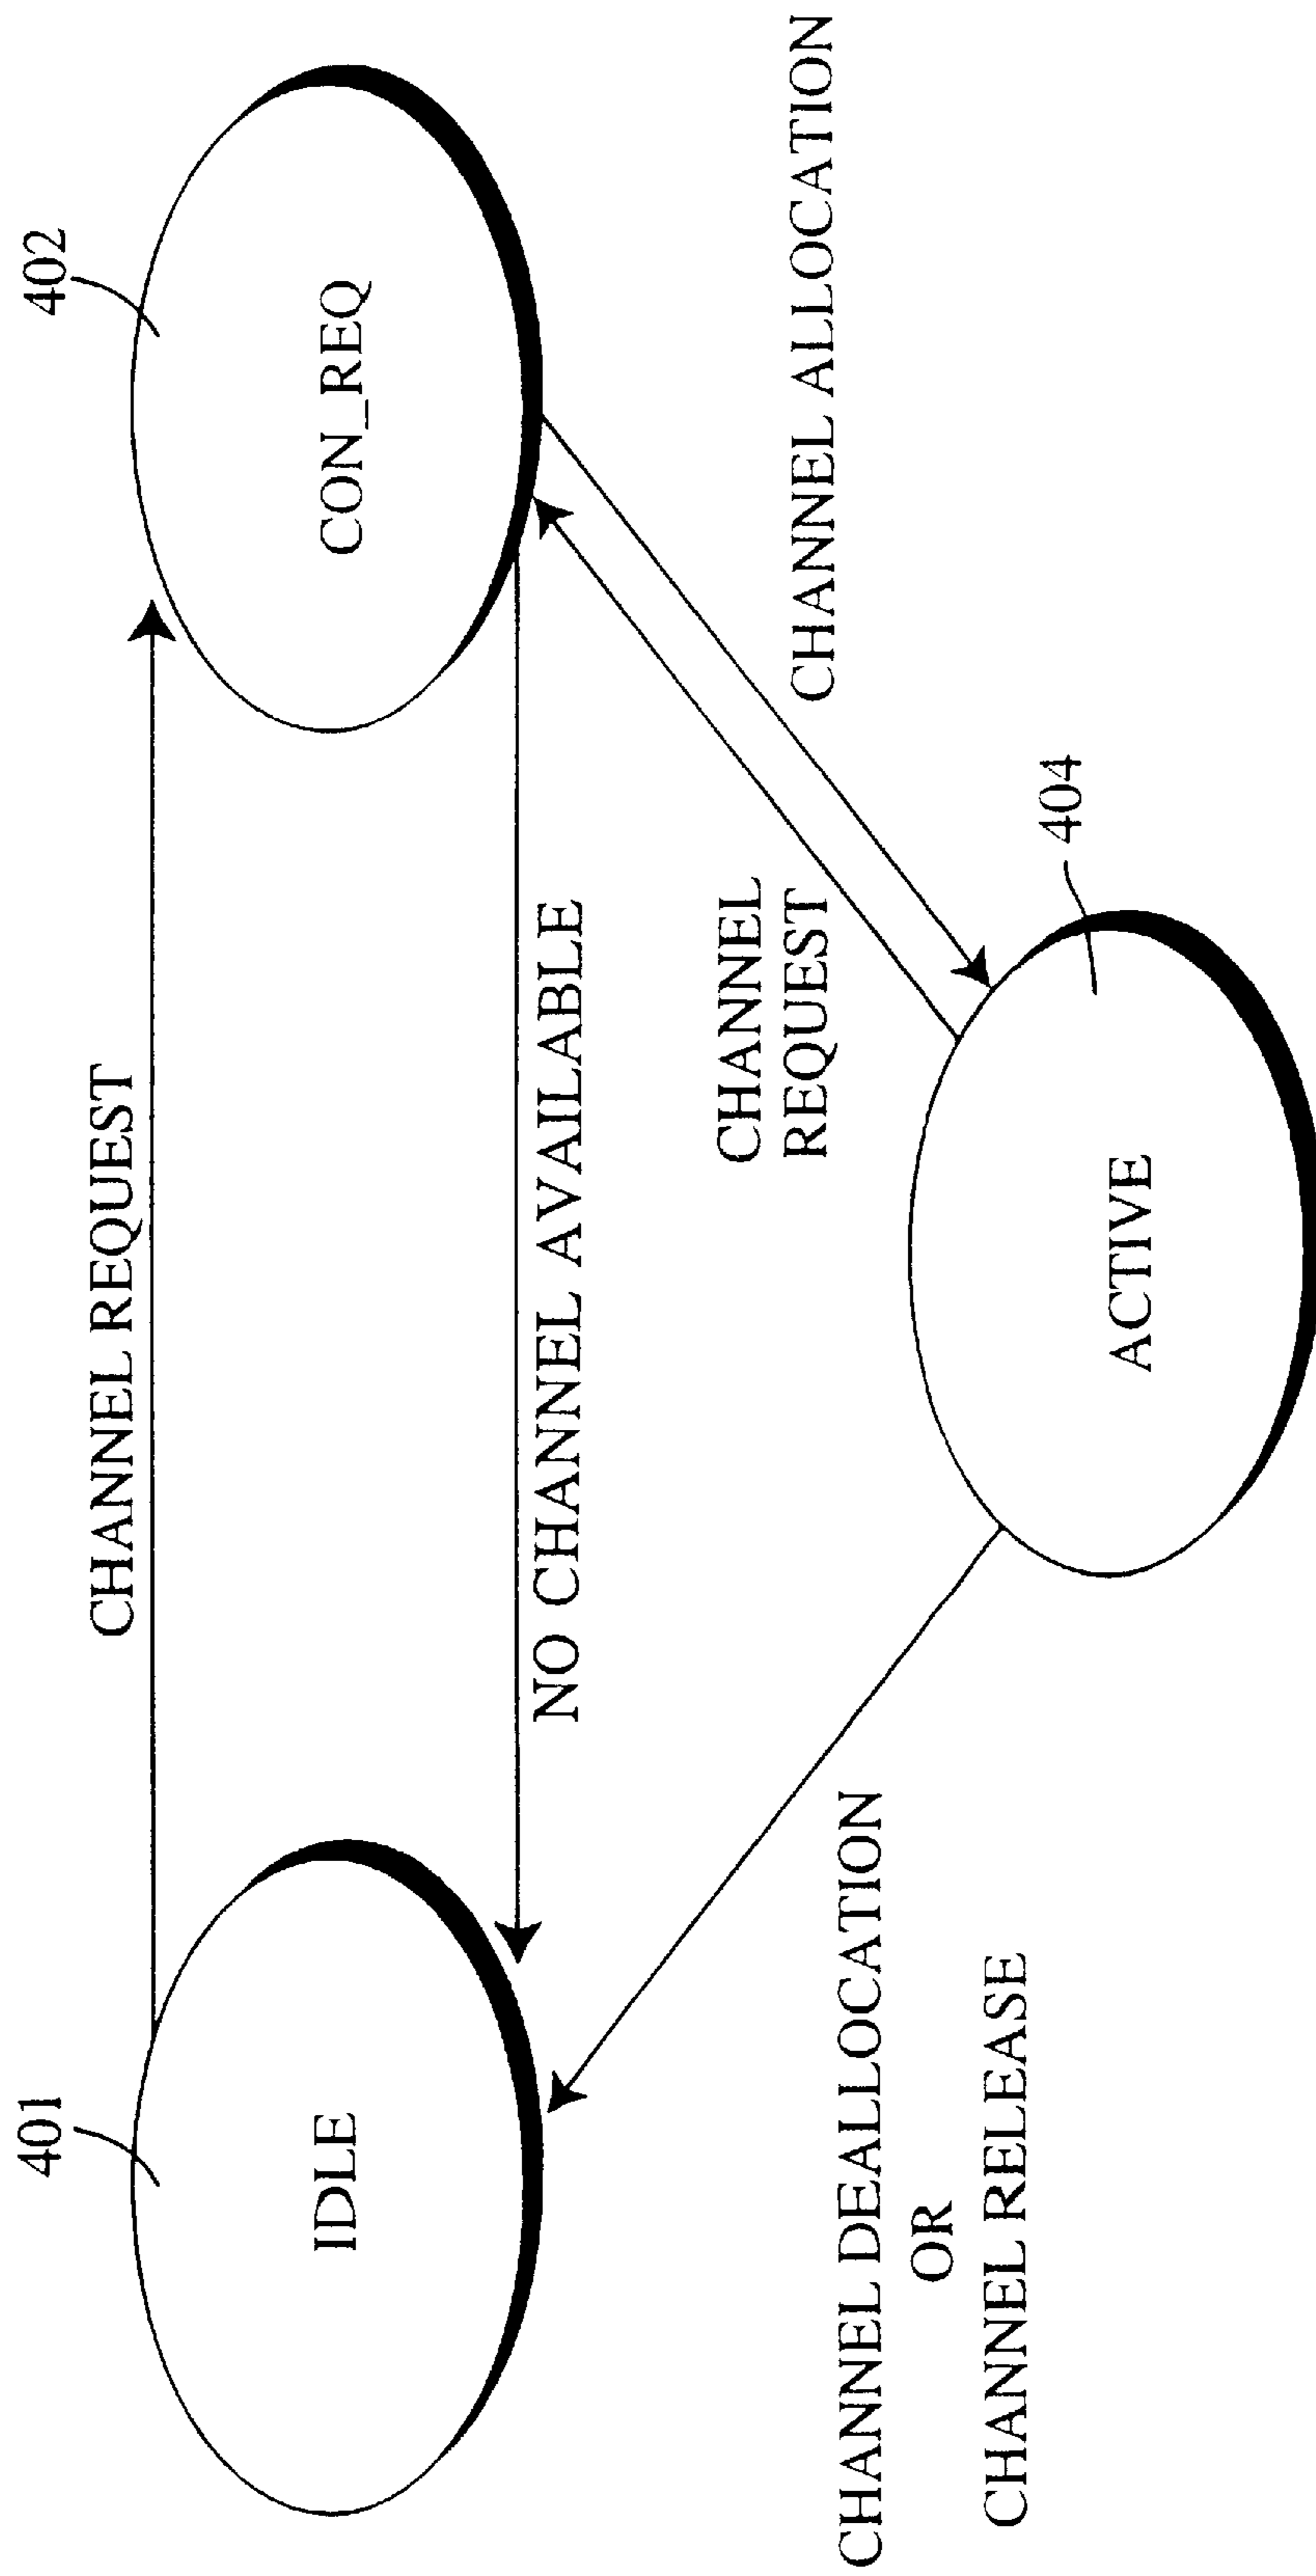 401
402
CHANNEL REQUEST
IDLE
CON_REQ
NO CHANNEL AVAILABLE
CHANNEL
REQUEST
CHANNEL ALLOCATION
CHANNEL DEALLOCATION
OR
CHANNEL RELEASE
404
ACTIVE